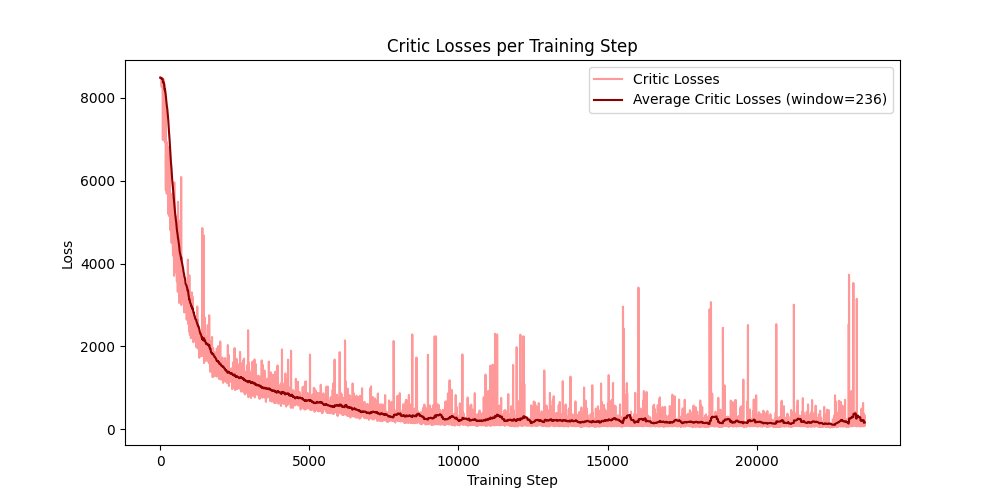 Critic Losses per Training Step
Critic Losses
Average Critic Losses (window=236)
8000
6000
4000
2000
0
Loss
0
5000
10000
15000
20000
Training Step